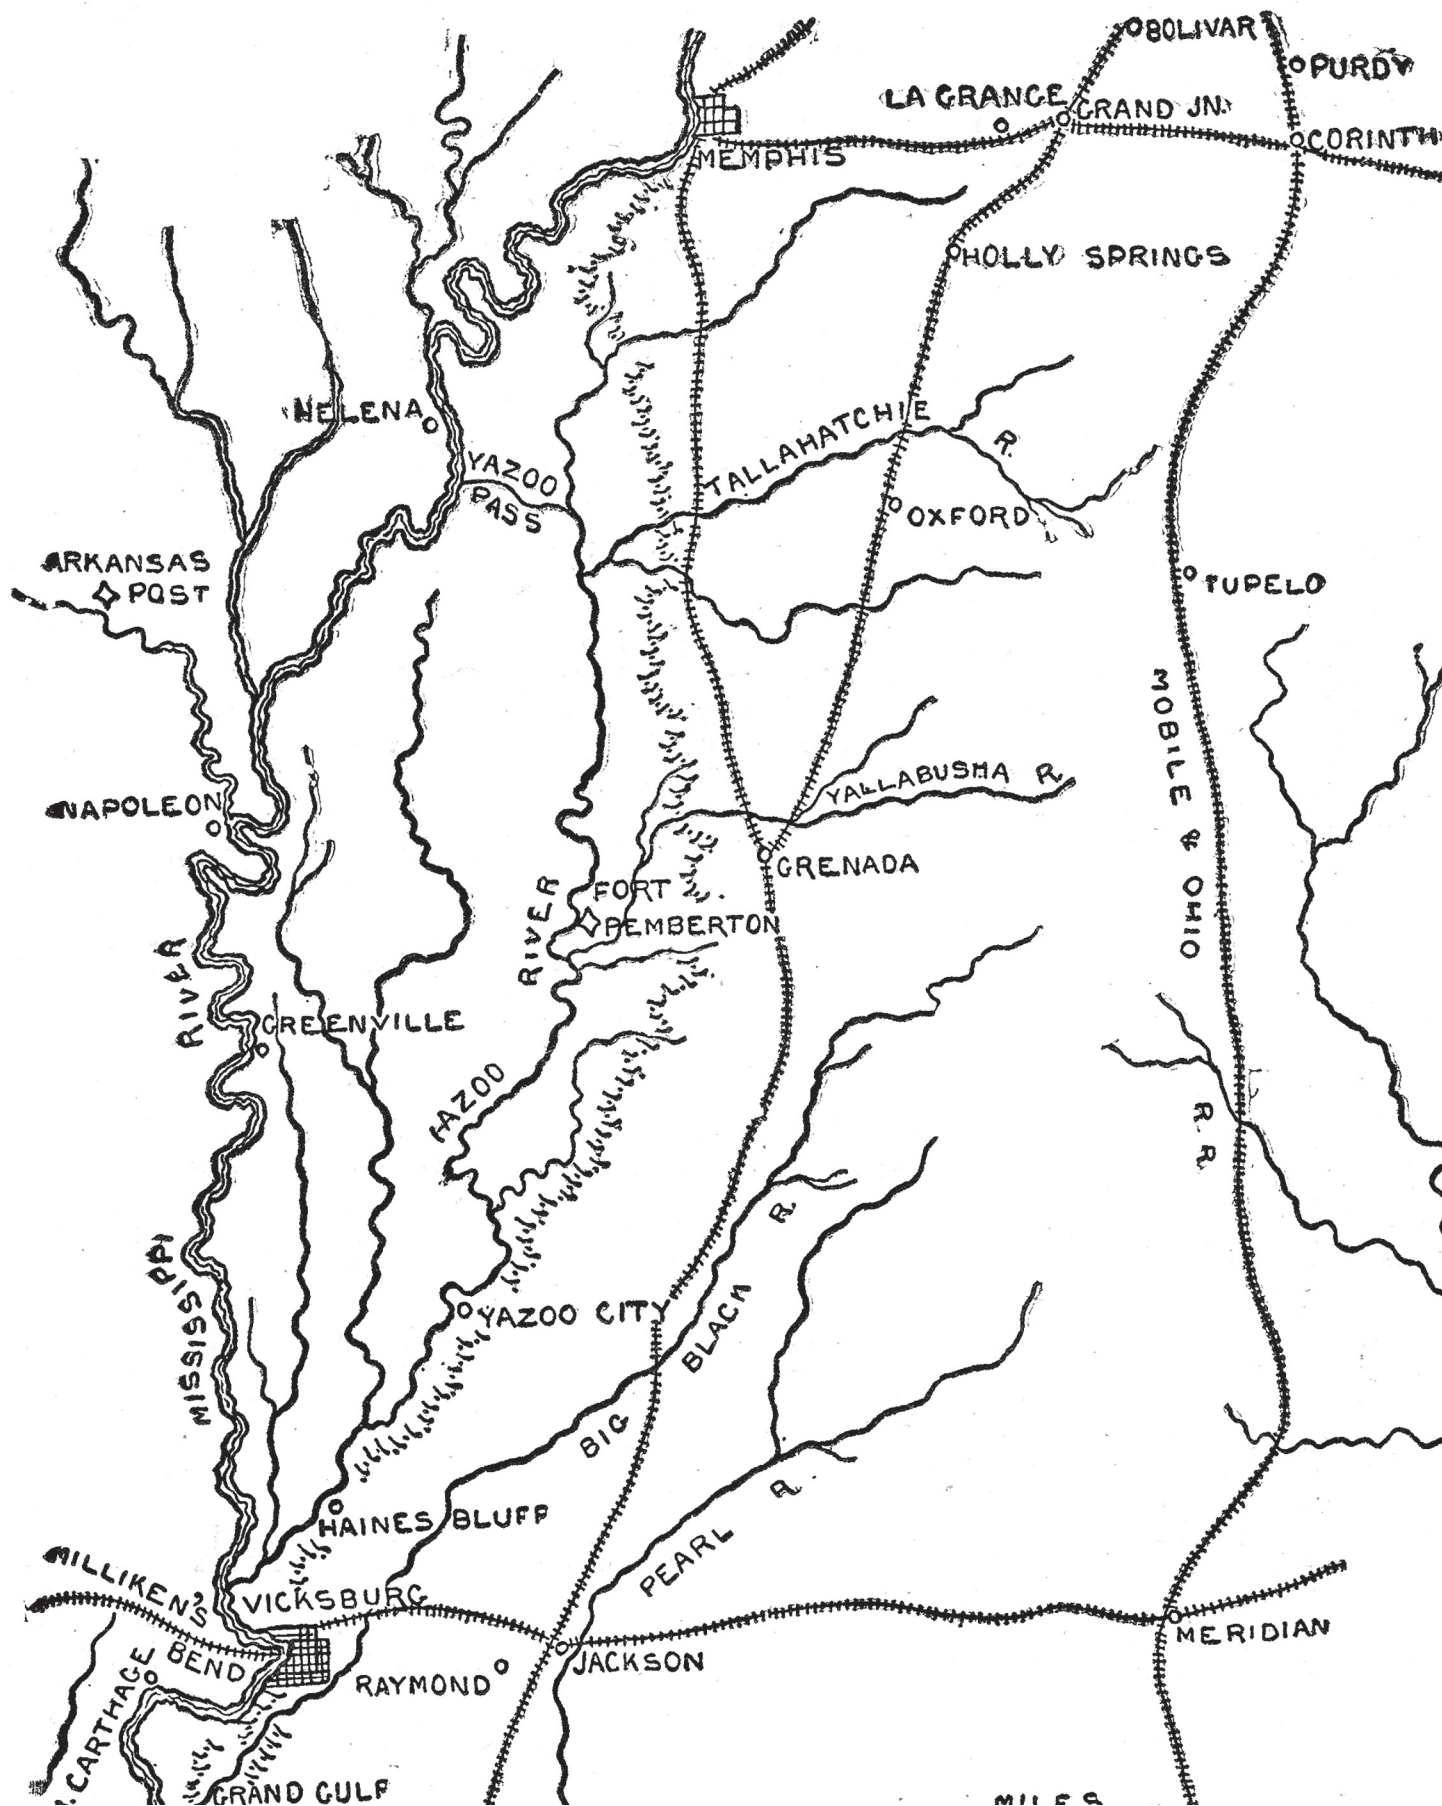 BOLIVAR
PURDY
LA GRANGE
GRAND JN.
CORINTH
MEMPHIS
HOLLY SPRINGS
HELENA
YAZOO
PASS
TALLAHATCHIE
R.
OXFORD
ARKANSAS
POST
TUPELO
MOBILE & OHIO
R. R.
NAPOLEON
YALLABUSHA R.
GRENADA
FORT
PEMBERTON
RIVER
YAZOO
RIVER
MISSISSIPPI
GREENVILLE
YAZOO CITY
BIG
BLACK
R.
HAINES BLUFF
PEARL
R.
MILLIKEN'S
BEND
VICKSBURG
JACKSON
RAYMOND
MERIDIAN
CARTHAGE
GRAND GULF
MILES